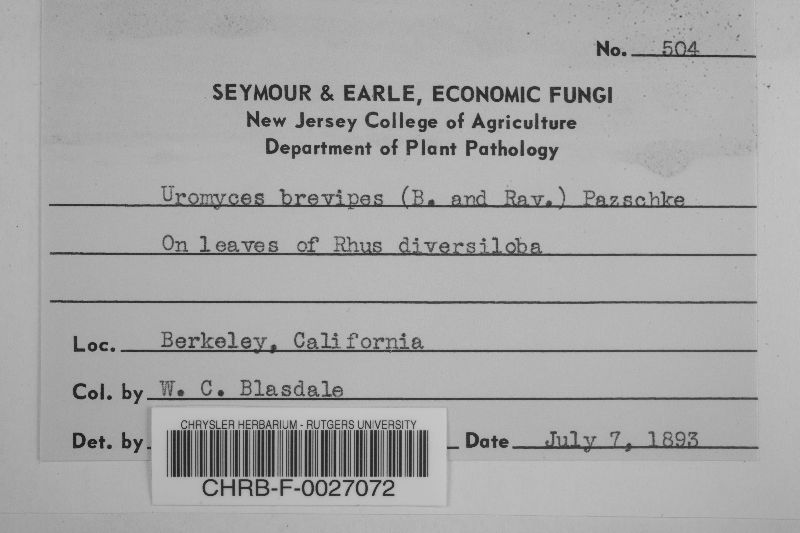 No. 504
SEYMOUR & EARLE, ECONOMIC FUNGI
New Jersey College of Agriculture
Department of Plant Pathology
Uromyces brevipes (B. and Rav.) Pazschke
On leaves of Rhus diversiloba
Loc. Berkeley, California
Col. by W. C. Blasdale
Det. by Date July 7, 1893
CHRYSLER HERBARIUM - RUTGERS UNIVERSITY
CHRB-F-0027072